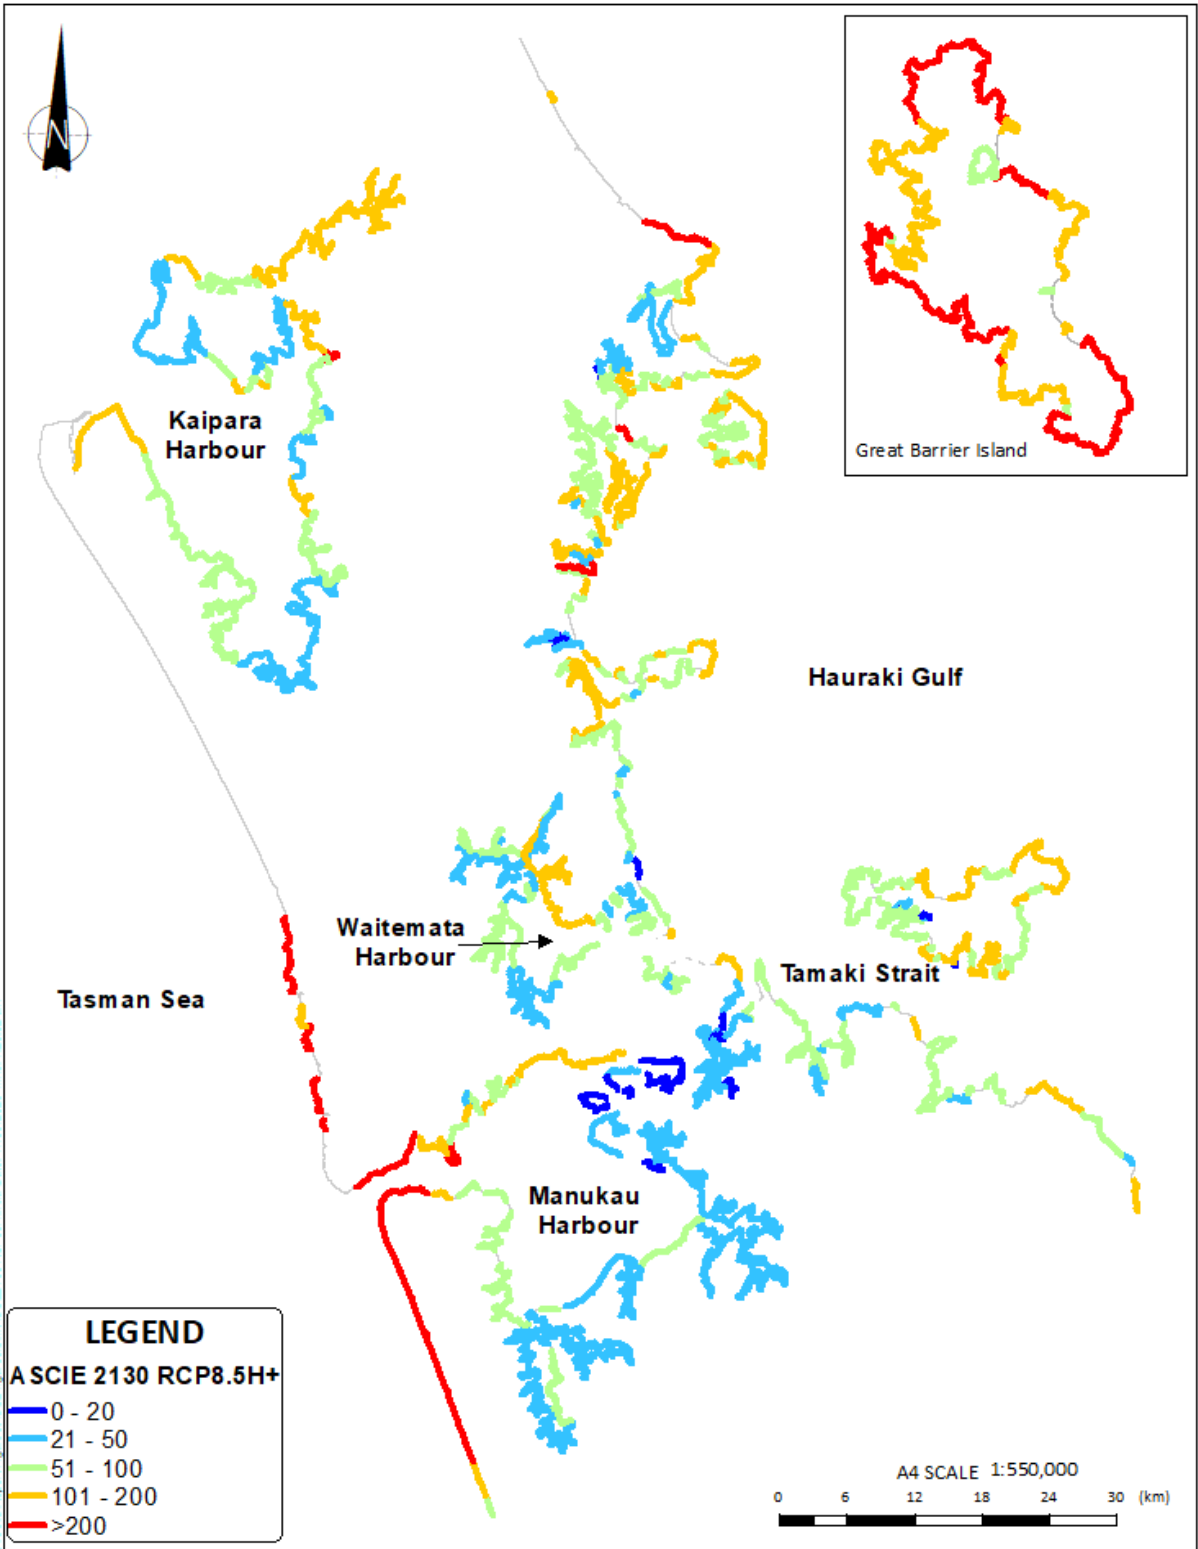 N
Great Barrier Island
Kaipara
Harbour
Hauraki Gulf
Waitemata
Harbour
Tamaki Strait
Tasman Sea
Manukau
Harbour
LEGEND
ASCIE 2130 RCP8.5H+
0 - 20
21 - 50
51 - 100
101 - 200
>200
A4 SCALE 1:550,000
0 6 12 18 24 30 (km)